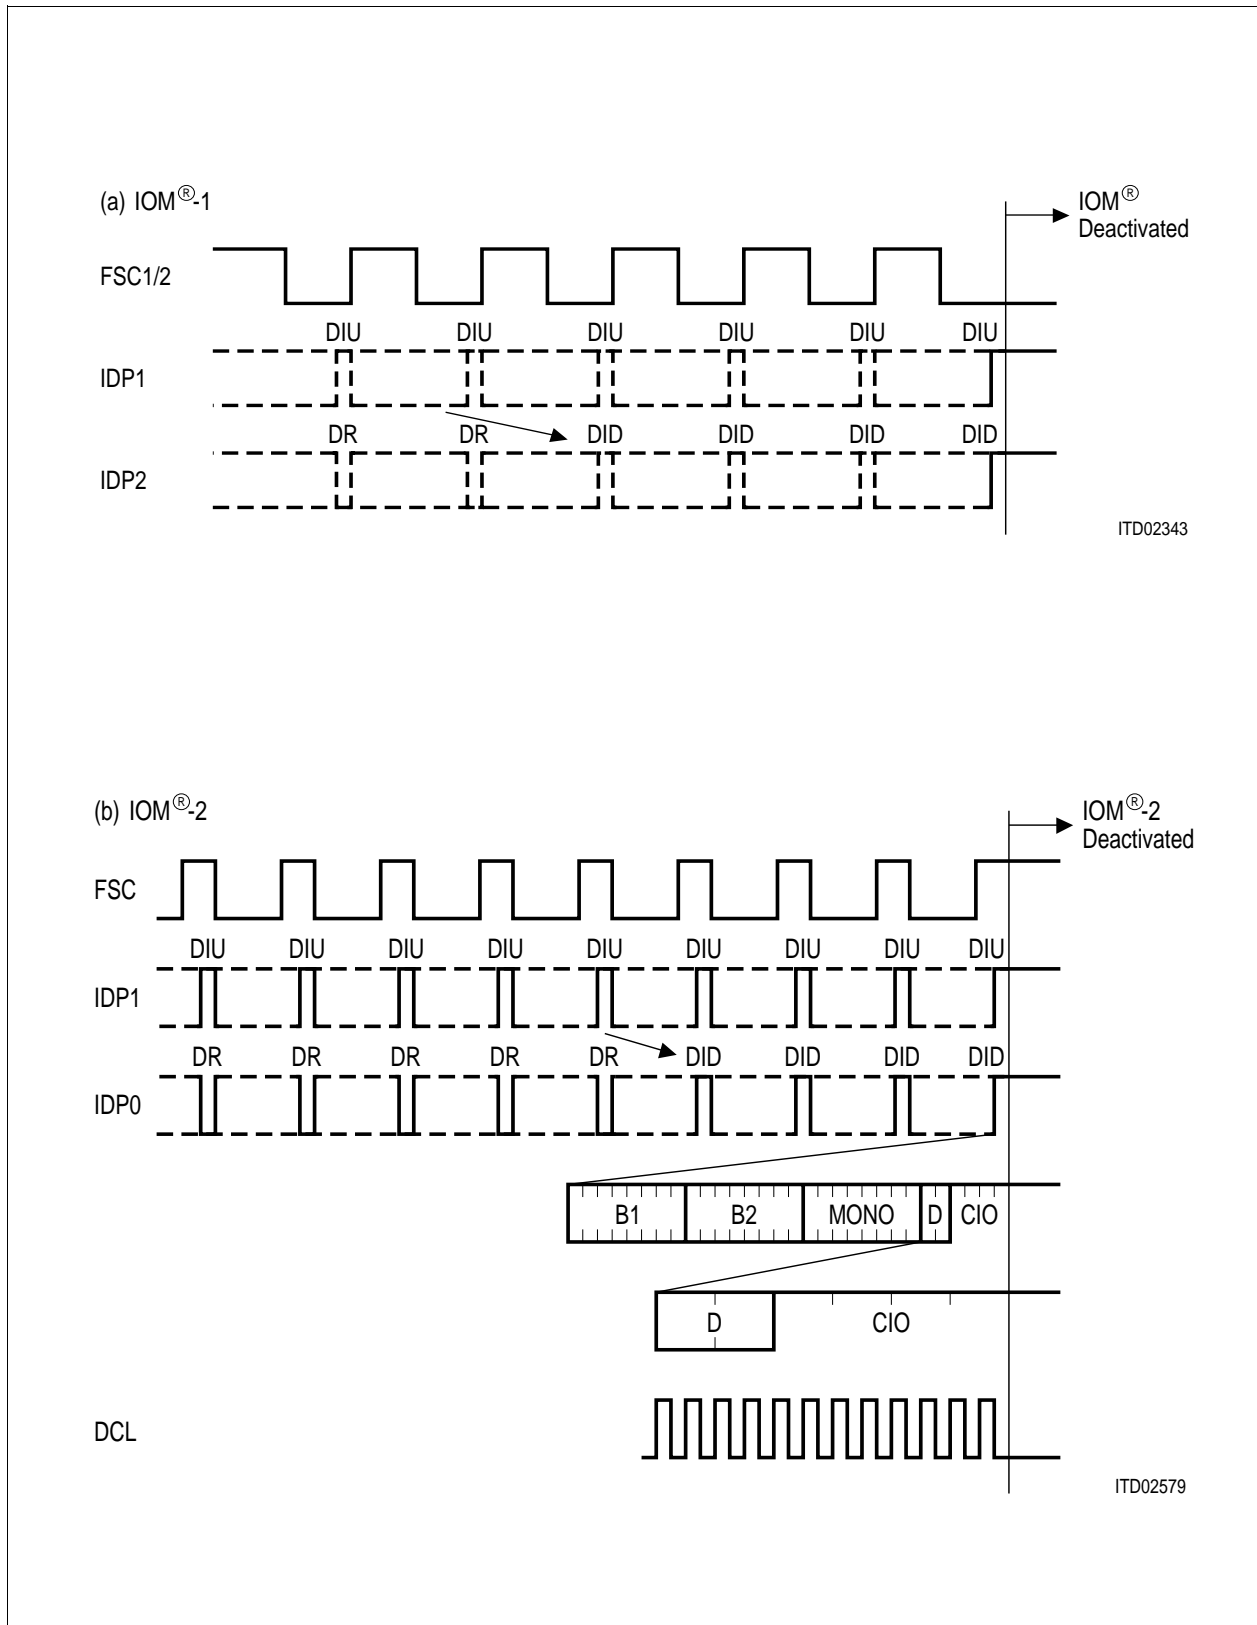 (a) IOM®-1
IOM®
Deactivated
FSC1/2
DIU DIU DIU DIU DIU DIU
IDP1
DR DR DID DID DID DID
IDP2
ITD02343
(b) IOM®-2
IOM®-2
Deactivated
FSC
DIU DIU DIU DIU DIU DIU DIU DIU DIU
IDP1
DR DR DR DR DR DID DID DID DID
IDP0
B1 B2 MONO D CIO
D CIO
DCL
ITD02579